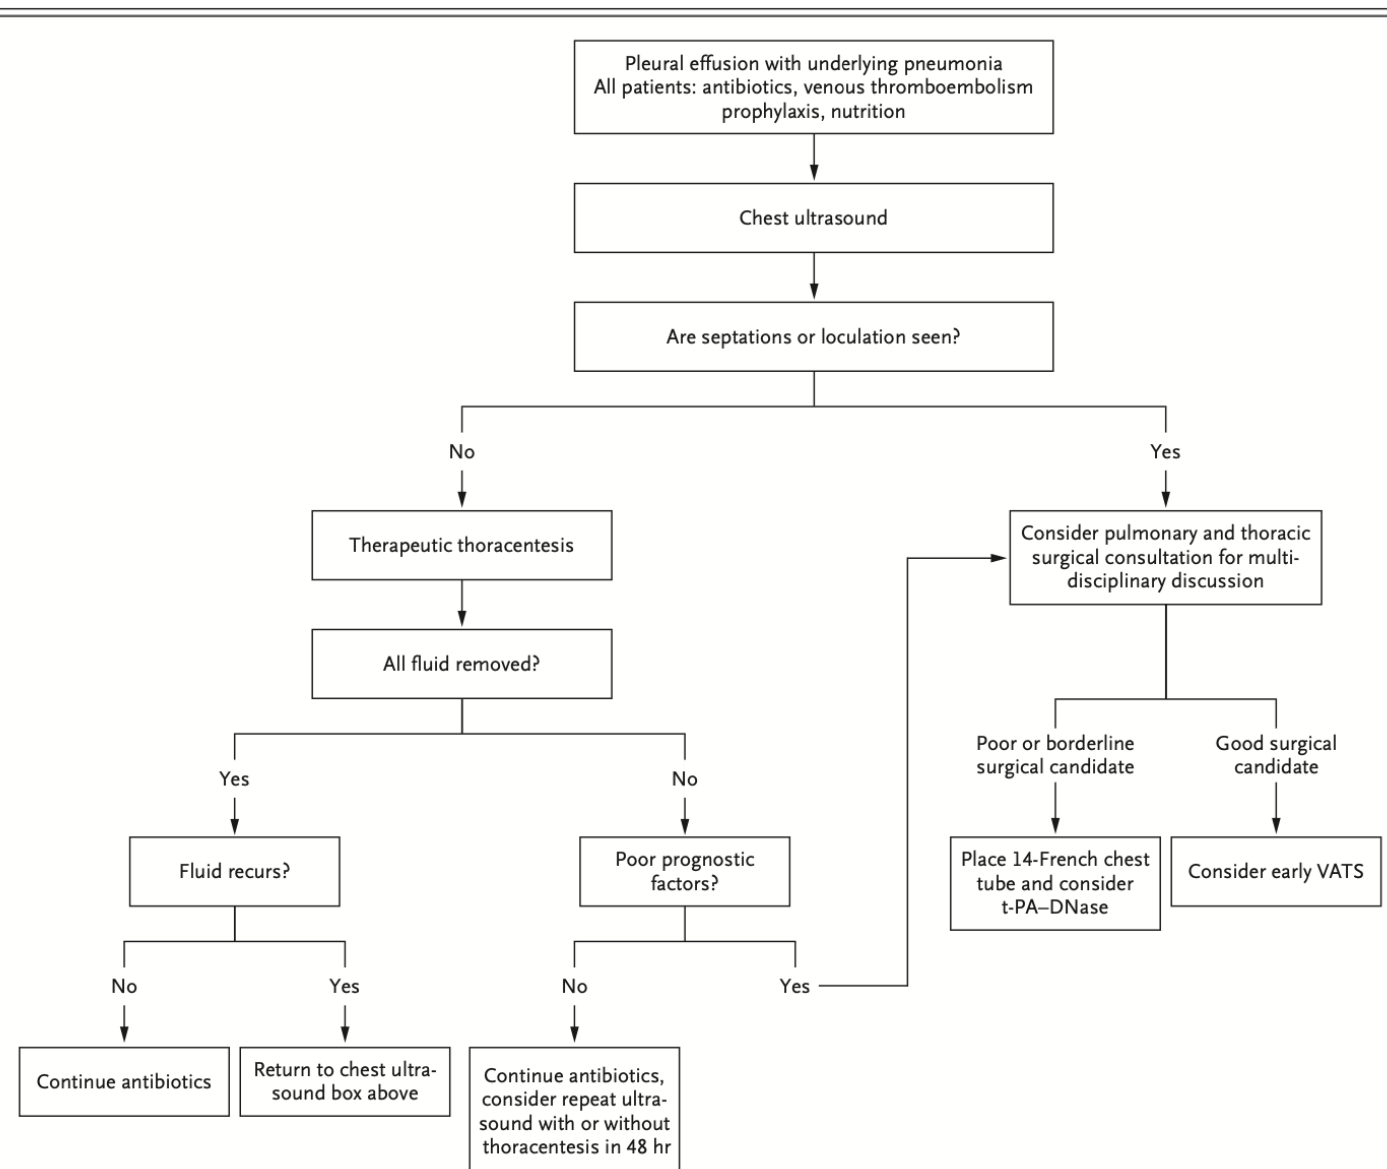 Pleural effusion with underlying pneumonia
All patients: antibiotics, venous thromboembolism
prophylaxis, nutrition
Chest ultrasound
Are septations or loculation seen?
No
Yes
Therapeutic thoracentesis
Consider pulmonary and thoracic
surgical consultation for multi-
disciplinary discussion
All fluid removed?
Poor or borderline
surgical candidate
Good surgical
candidate
Yes
No
Fluid recurs?
Poor prognostic
factors?
Place 14-French chest
tube and consider
t-PA–DNase
Consider early VATS
No
Yes
No
Yes
Continue antibiotics
Return to chest ultra-
sound box above
Continue antibiotics,
consider repeat ultra-
sound with or without
thoracentesis in 48 hr